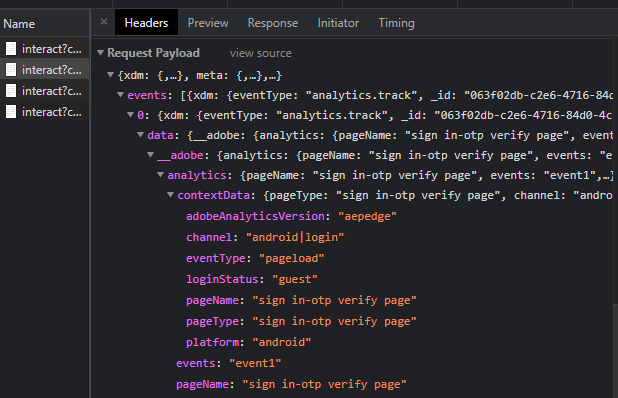 Name
× Headers Preview Response Initiator Timing
interact?c...
interact?c...
interact?c...
interact?c...
▼ Request Payload view source
▼ {xdm: {,…}, meta: {,…},…}
▼ events: [{xdm: {eventType: "analytics.track", _id: "063f02db-c2e6-4716-84d
▼ 0: {xdm: {eventType: "analytics.track", _id: "063f02db-c2e6-4716-84d0-4c
▼ data: {__adobe: {analytics: {pageName: "sign in-otp verify page", event
▼ __adobe: {analytics: {pageName: "sign in-otp verify page", events: "e
▼ analytics: {pageName: "sign in-otp verify page", events: "event1",…}
▼ contextData: {pageType: "sign in-otp verify page", channel: "andro
adobeAnalyticsVersion: "aepedge"
channel: "android|login"
eventType: "pageload"
loginStatus: "guest"
pageName: "sign in-otp verify page"
pageType: "sign in-otp verify page"
platform: "android"
events: "event1"
pageName: "sign in-otp verify page"